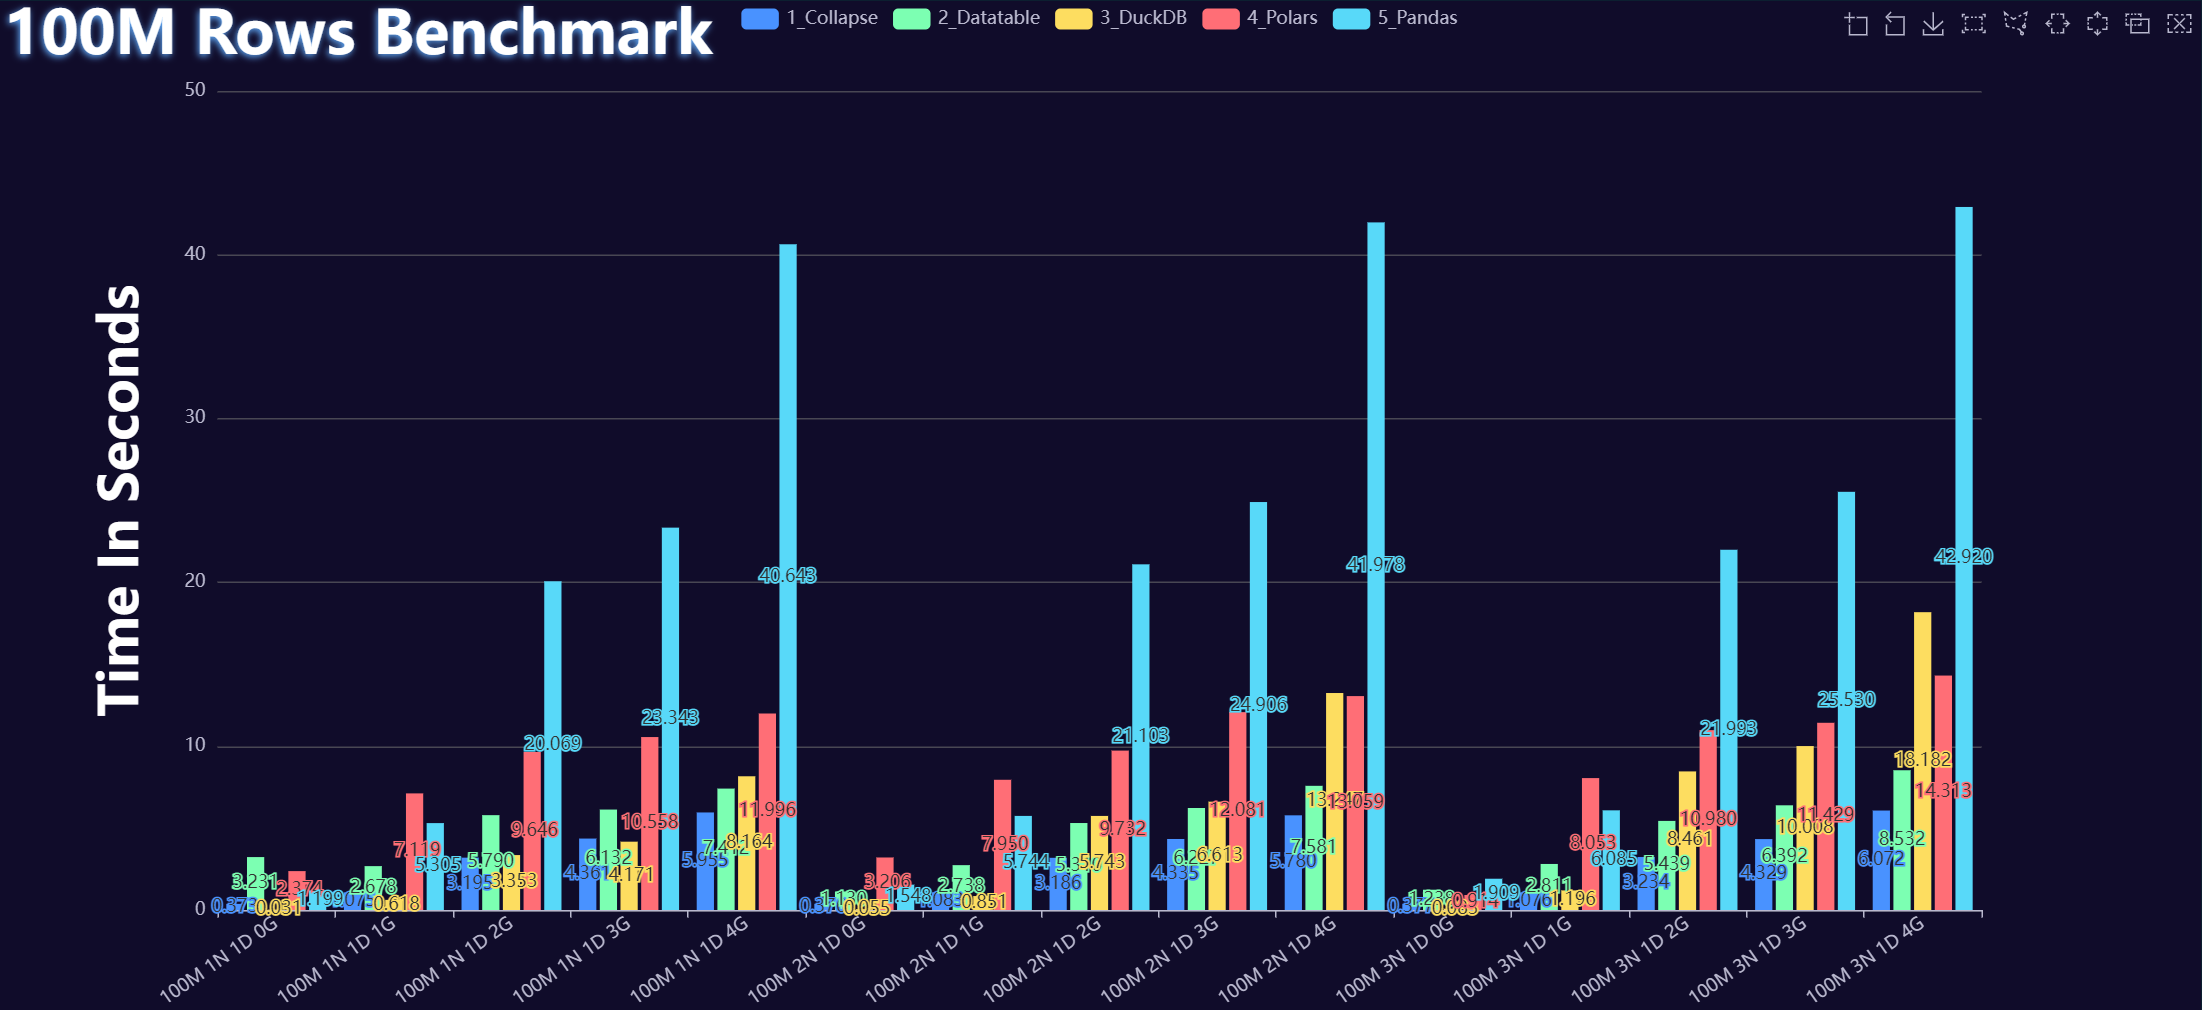 100M Rows Benchmark
1_Collapse 2_Datatable 3_DuckDB 4_Polars 5_Pandas
Time In Seconds
50
40
30
20
10
0
3.231 0.031 2.374 1.199
2.678 0.618 7.119 5.305
3.195 5.790 3.353 9.646 20.069
6.132 4.171 10.558 23.343
5.955 8.164 11.996 40.643
1.130 0.055 3.206 1.548
2.738 0.851 7.950 5.744
3.186 5.743 9.732 21.103
4.335 6.613 12.081 24.906
5.780 7.581 13.059 41.978
1.909
1.076 2.811 1.196 8.053 6.085
3.234 5.439 8.461 10.980 21.993
4.329 6.392 10.008 11.429 25.530
6.072 8.532 18.182 14.313 42.920
100M 1N 1D 0G
100M 1N 1D 1G
100M 1N 1D 2G
100M 1N 1D 3G
100M 1N 1D 4G
100M 2N 1D 0G
100M 2N 1D 1G
100M 2N 1D 2G
100M 2N 1D 3G
100M 2N 1D 4G
100M 3N 1D 0G
100M 3N 1D 1G
100M 3N 1D 2G
100M 3N 1D 3G
100M 3N 1D 4G